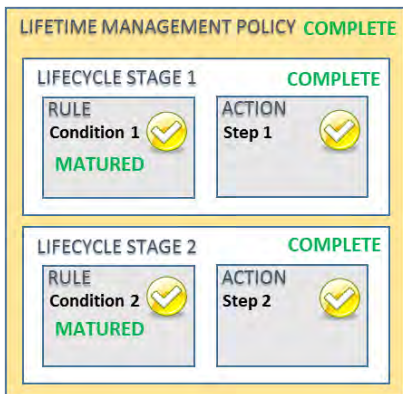 LIFETIME MANAGEMENT POLICY COMPLETE
LIFECYCLE STAGE 1 COMPLETE
RULE
Condition 1
MATURED
ACTION
Step 1
LIFECYCLE STAGE 2 COMPLETE
RULE
Condition 2
MATURED
ACTION
Step 2